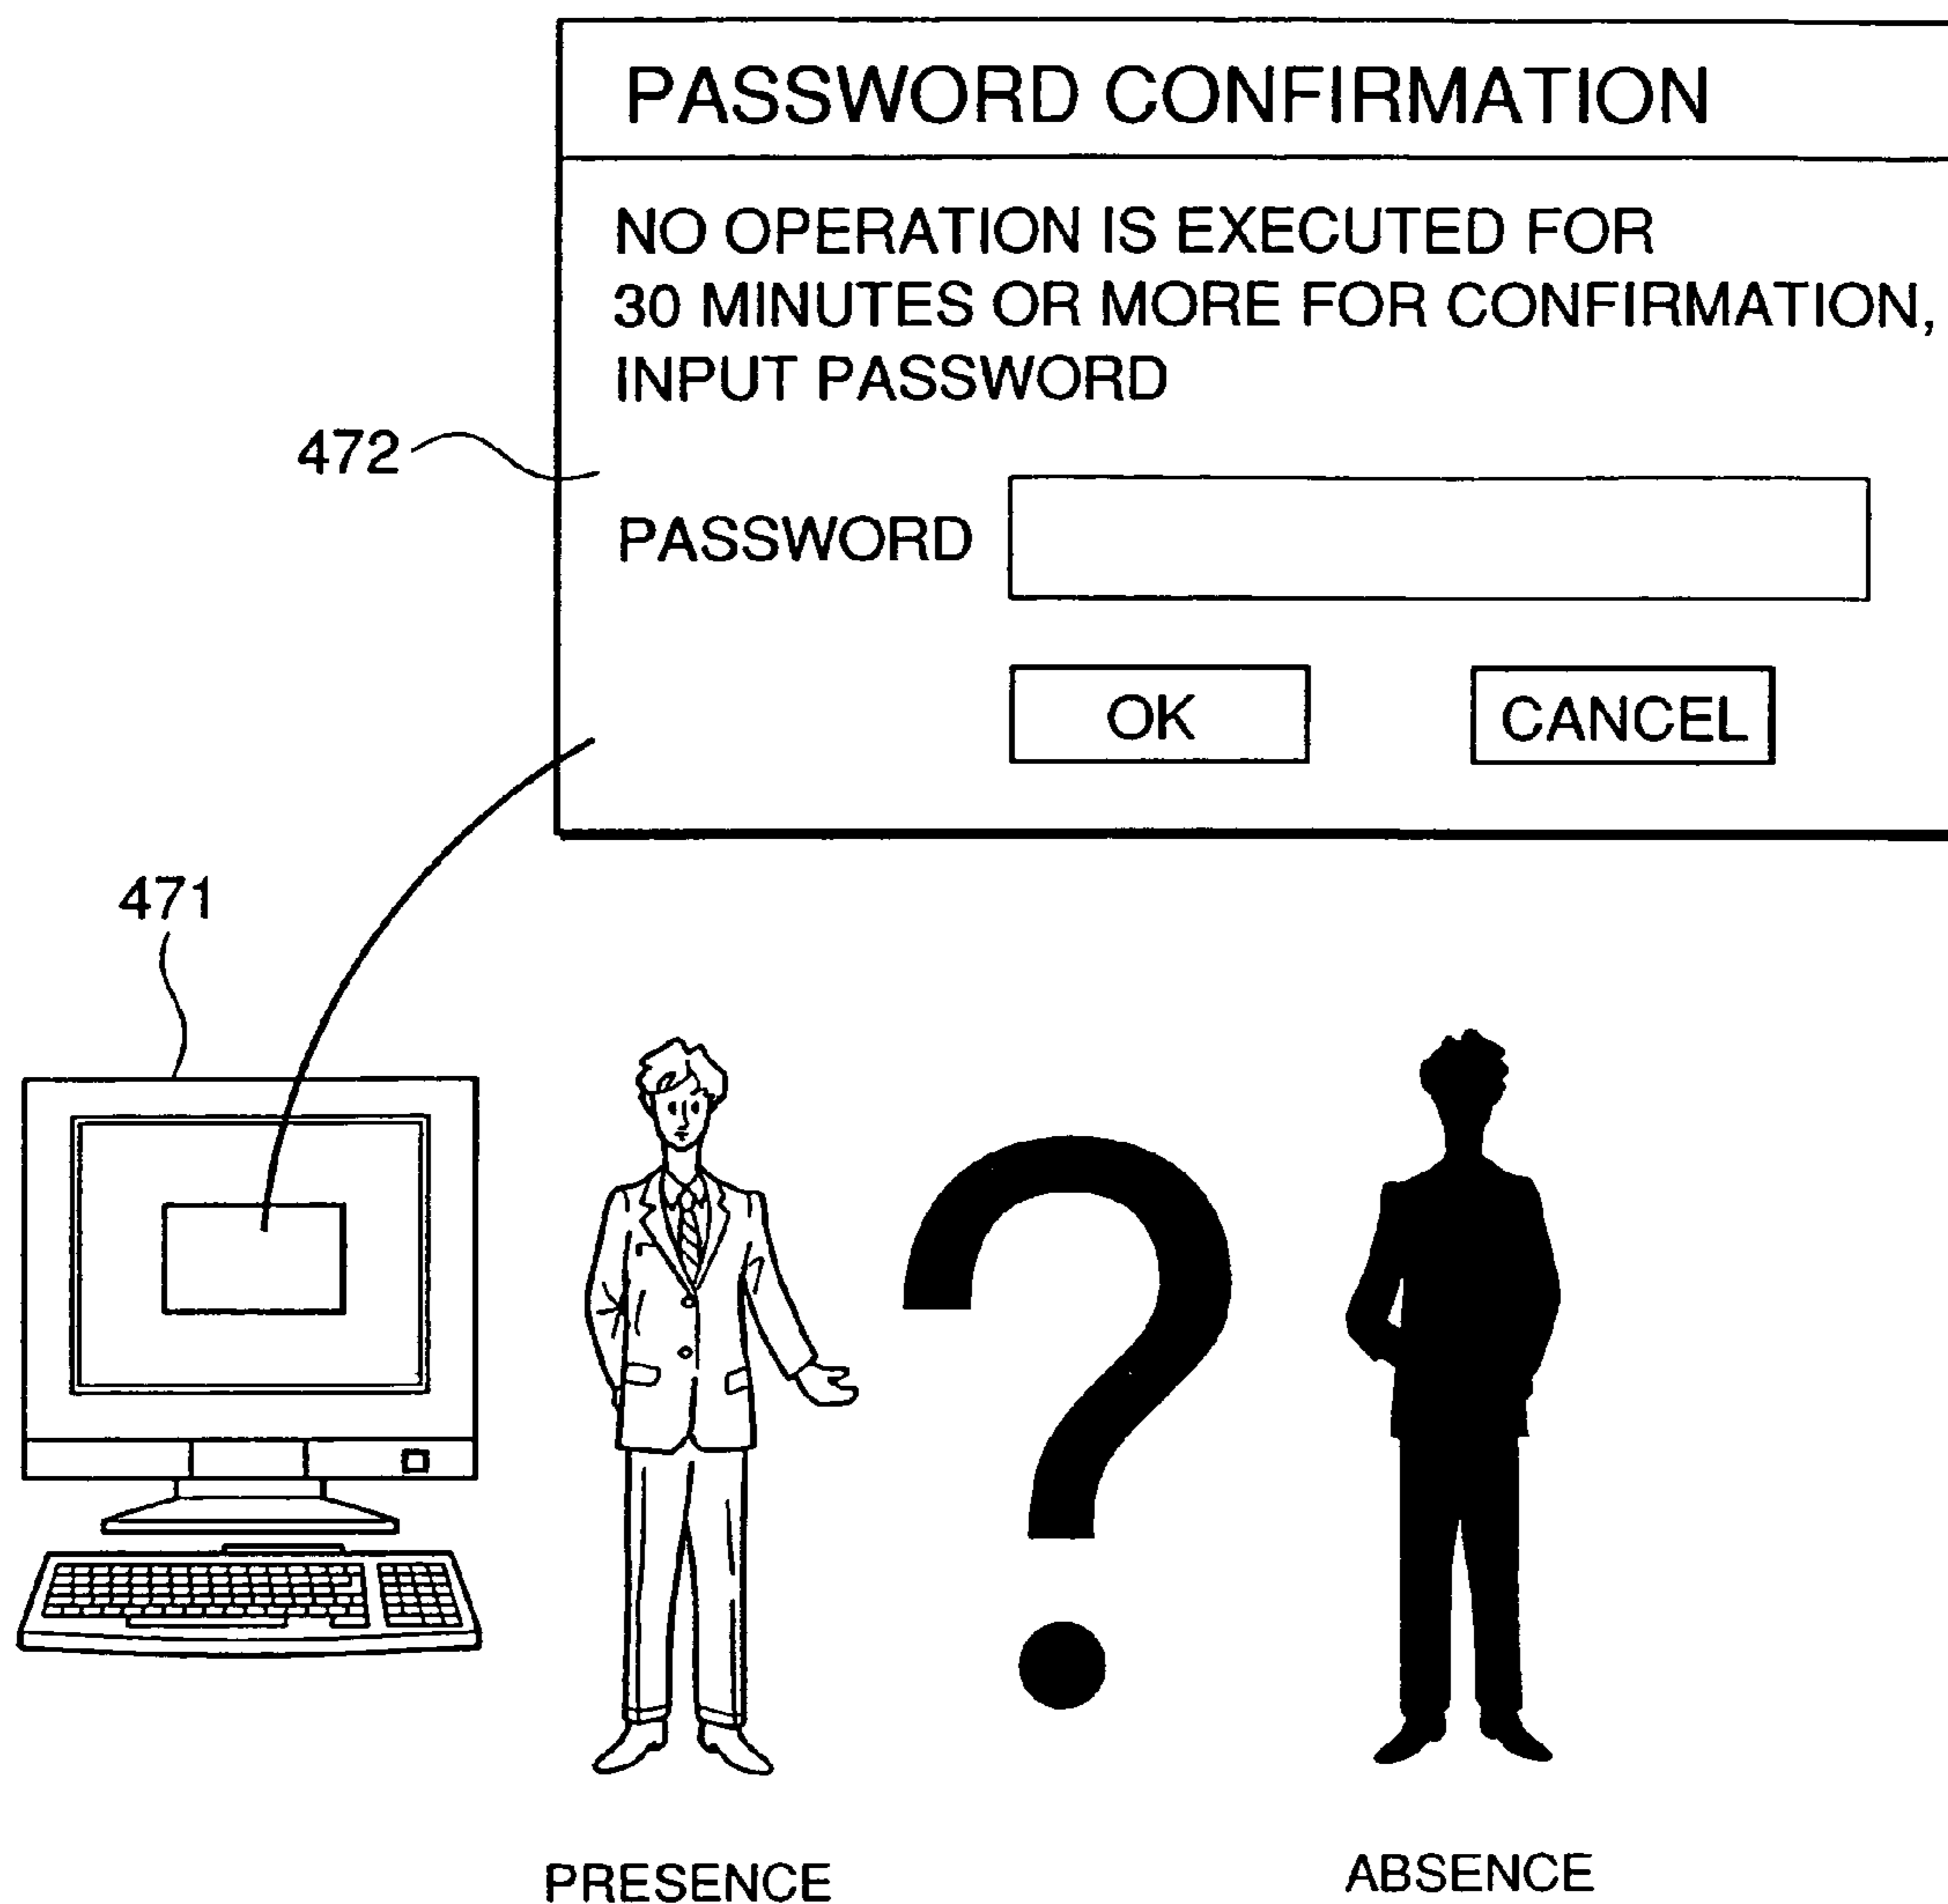 PASSWORD CONFIRMATION
NO OPERATION IS EXECUTED FOR
30 MINUTES OR MORE FOR CONFIRMATION,
INPUT PASSWORD
472
PASSWORD
OK CANCEL
471
?
PRESENCE ABSENCE